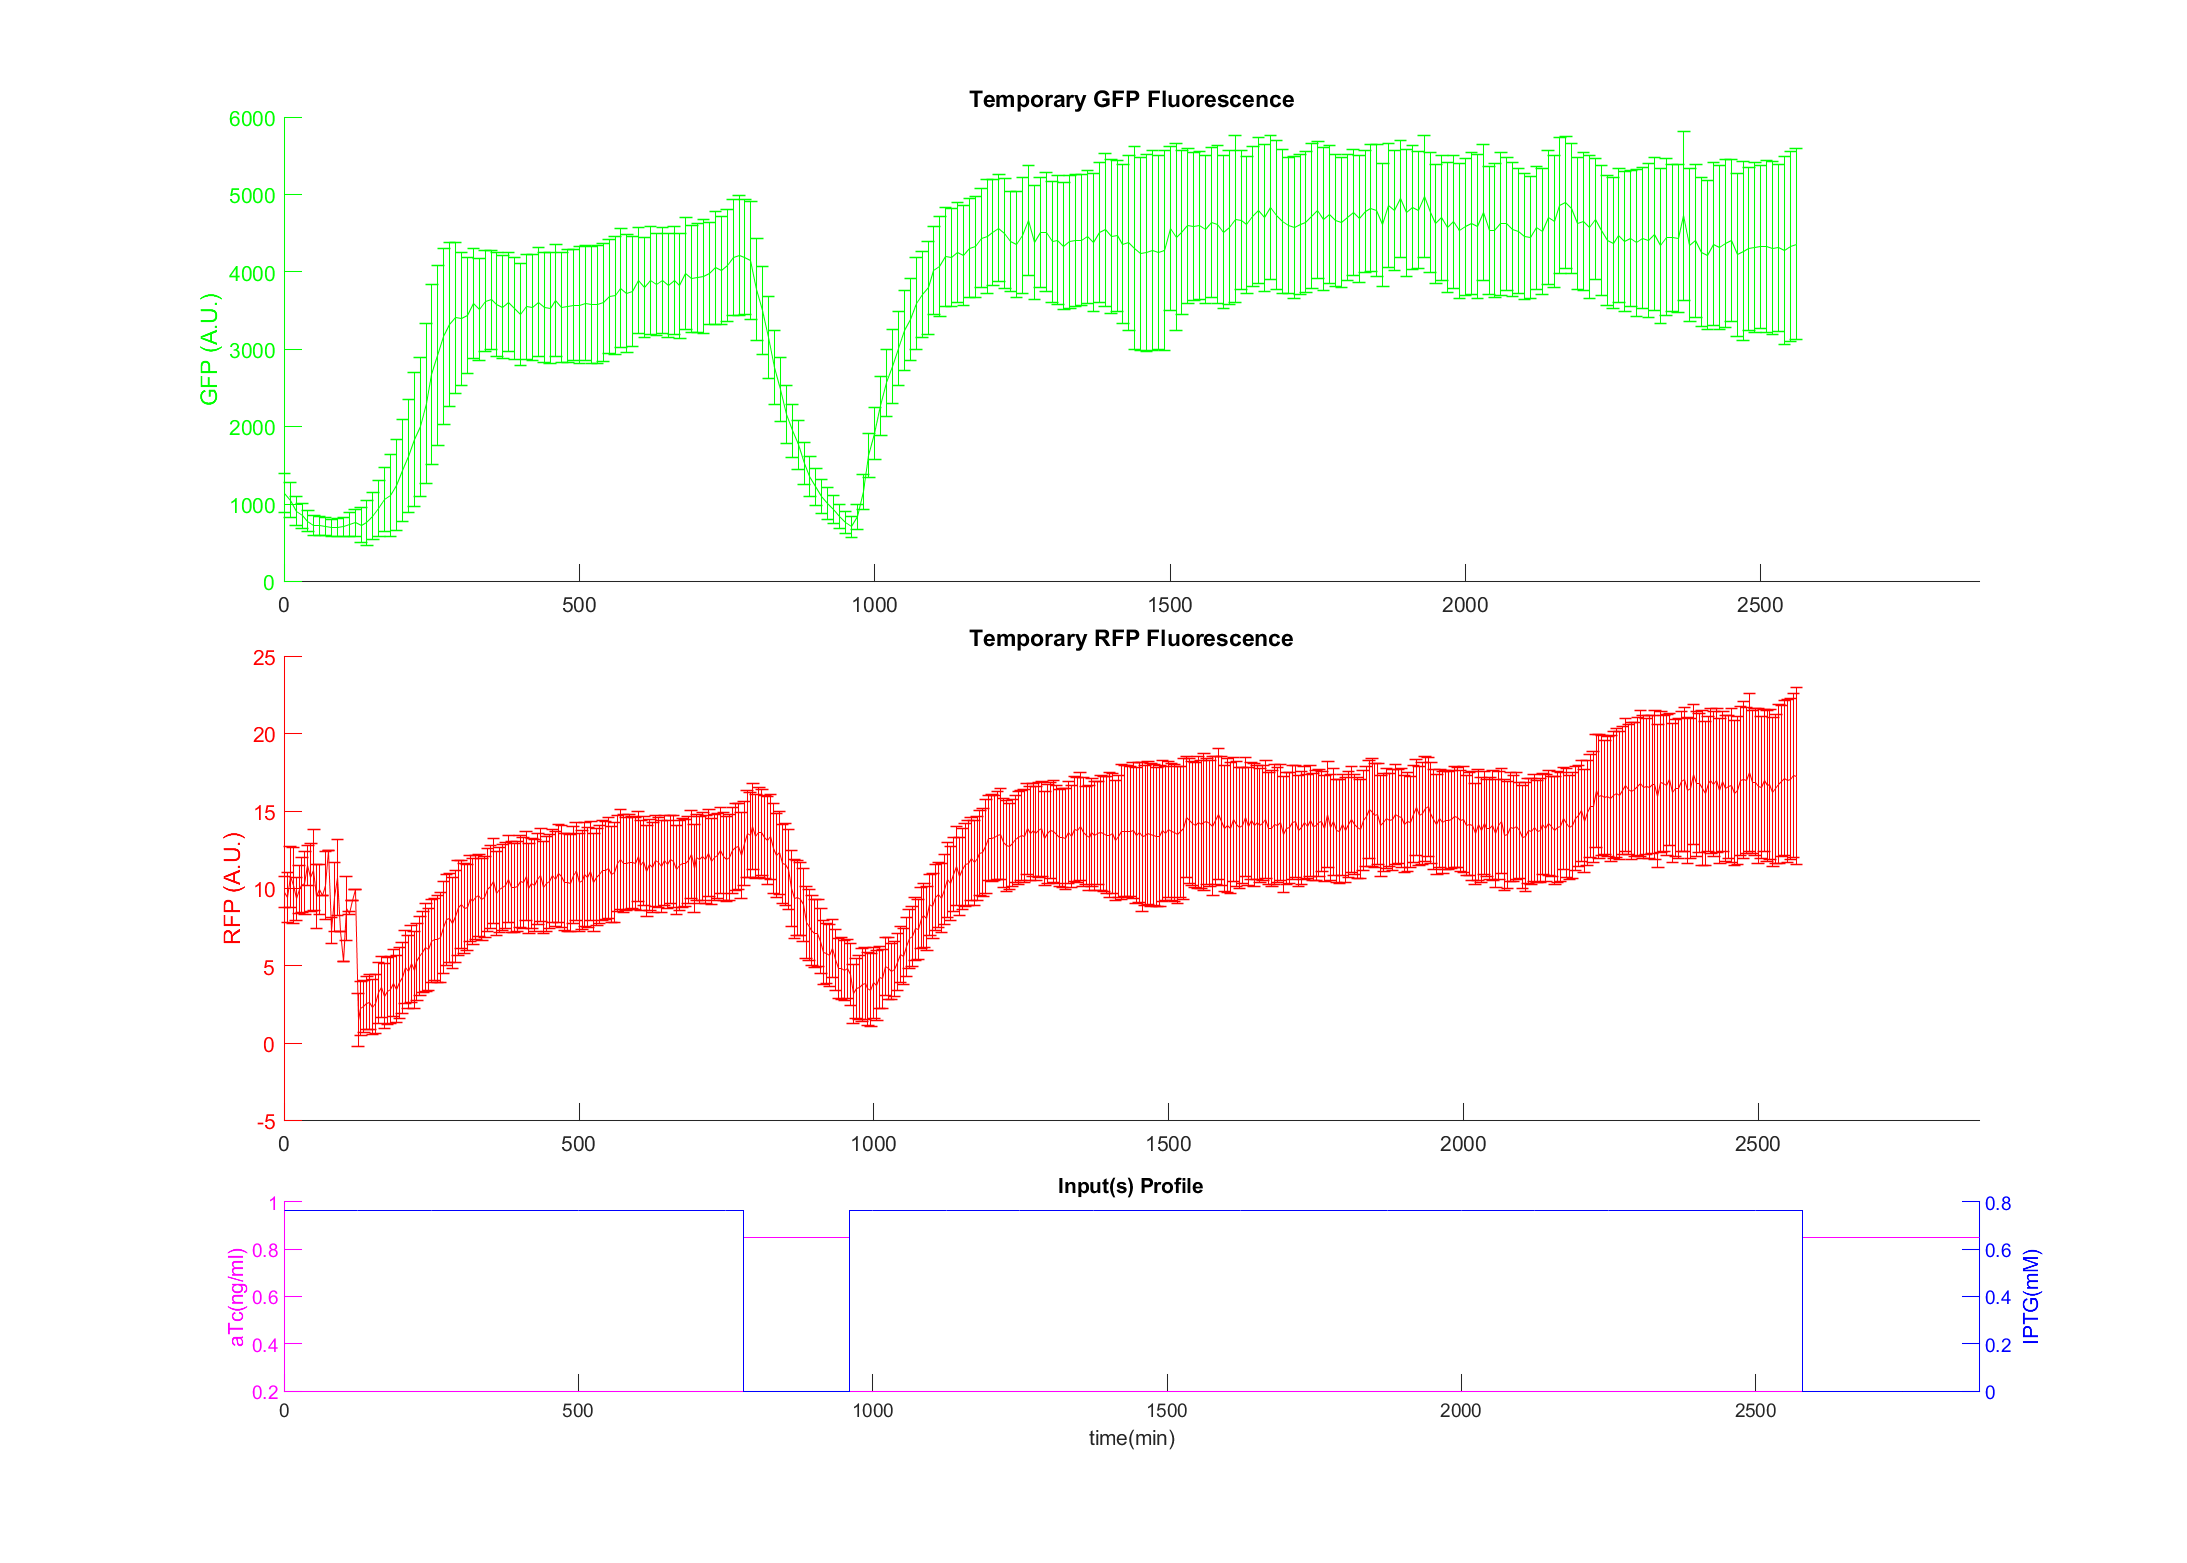 Temporary GFP Fluorescence
6000
5000
4000
3000
2000
1000
0
GFP (A.U.)
0 500 1000 1500 2000 2500
Temporary RFP Fluorescence
25
20
15
10
5
0
-5
RFP (A.U.)
0 500 1000 1500 2000 2500
Input(s) Profile
1
0.8
0.6
0.4
0.2
aTc(ng/ml)
0.8
0.6
0.4
0.2
0
IPTG(mM)
0 500 1000 1500 2000 2500
time(min)